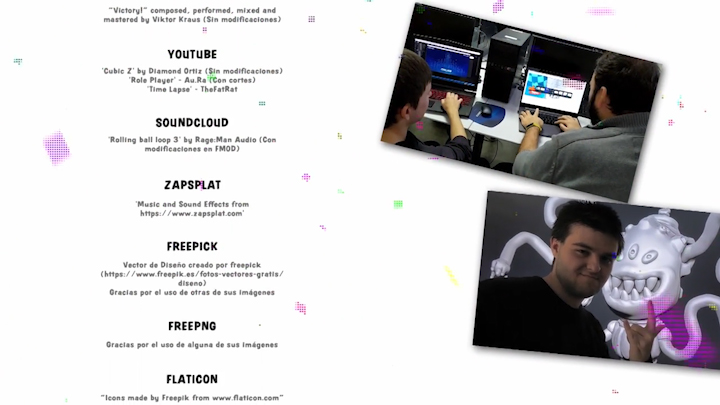 "Victory!" composed, performed, mixed and
mastered by Viktor Kraus (Sin modificaciones)
YOUTUBE
'Cubic Z' by Diamond Ortiz (Sin modificaciones)
'Role Player' - Au.Ra (Con cortes)
'Time Lapse' - TheFatRat
SOUNDCLOUD
'Rolling ball loop 3' by Rage:Man Audio (Con
modificaciones en FMOD)
ZAPSPLAT
'Music and Sound Effects from
https://www.zapsplat.com'
FREEPICK
Vector de Diseño creado por freepick
(https://www.freepik.es/fotos-vectores-gratis/
diseno)
Gracias por el uso de otras de sus imágenes
FREEPNG
Gracias por el uso de alguna de sus imágenes
FLATICON
"Icons made by Freepik from www.flaticon.com"